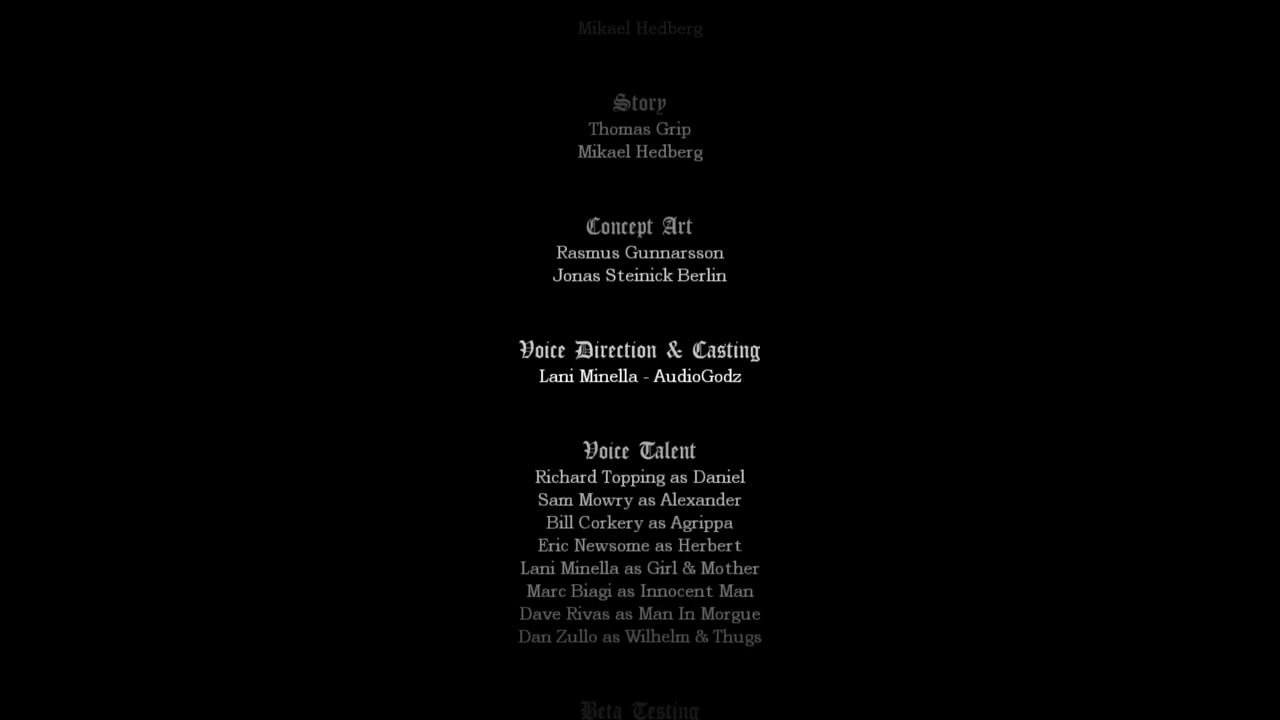 Mikael Hedberg
Story
Thomas Grip
Mikael Hedberg
Concept Art
Rasmus Gunnarsson
Jonas Steinick Berlin
Voice Direction & Casting
Lani Minella - AudioGodz
Voice Talent
Richard Topping as Daniel
Sam Mowry as Alexander
Bill Corkery as Agrippa
Eric Newsome as Herbert
Lani Minella as Girl & Mother
Marc Biagi as Innocent Man
Dave Rivas as Man In Morgue
Dan Zullo as Wilhelm & Thugs
Beta Testing